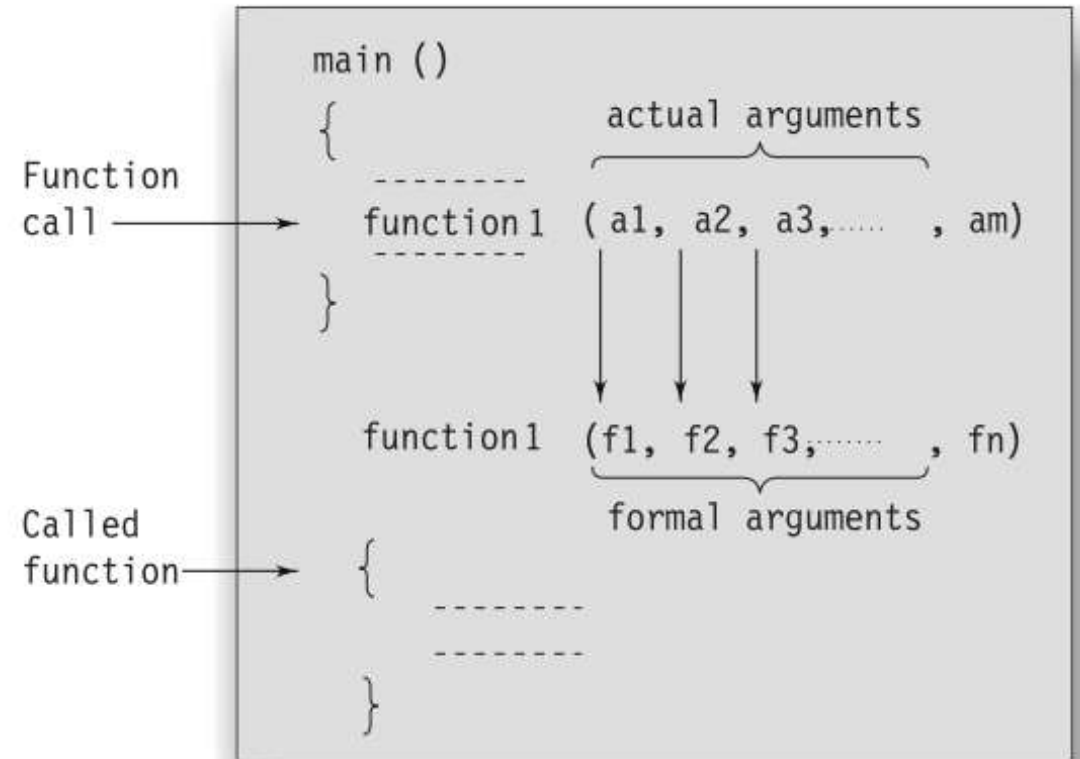 main ()
{
actual arguments
Function
call
--------
function1 ( a1, a2, a3,...... , am)
--------
}
function1 (f1, f2, f3,....... , fn)
formal arguments
Called
function
{
--------
--------
}